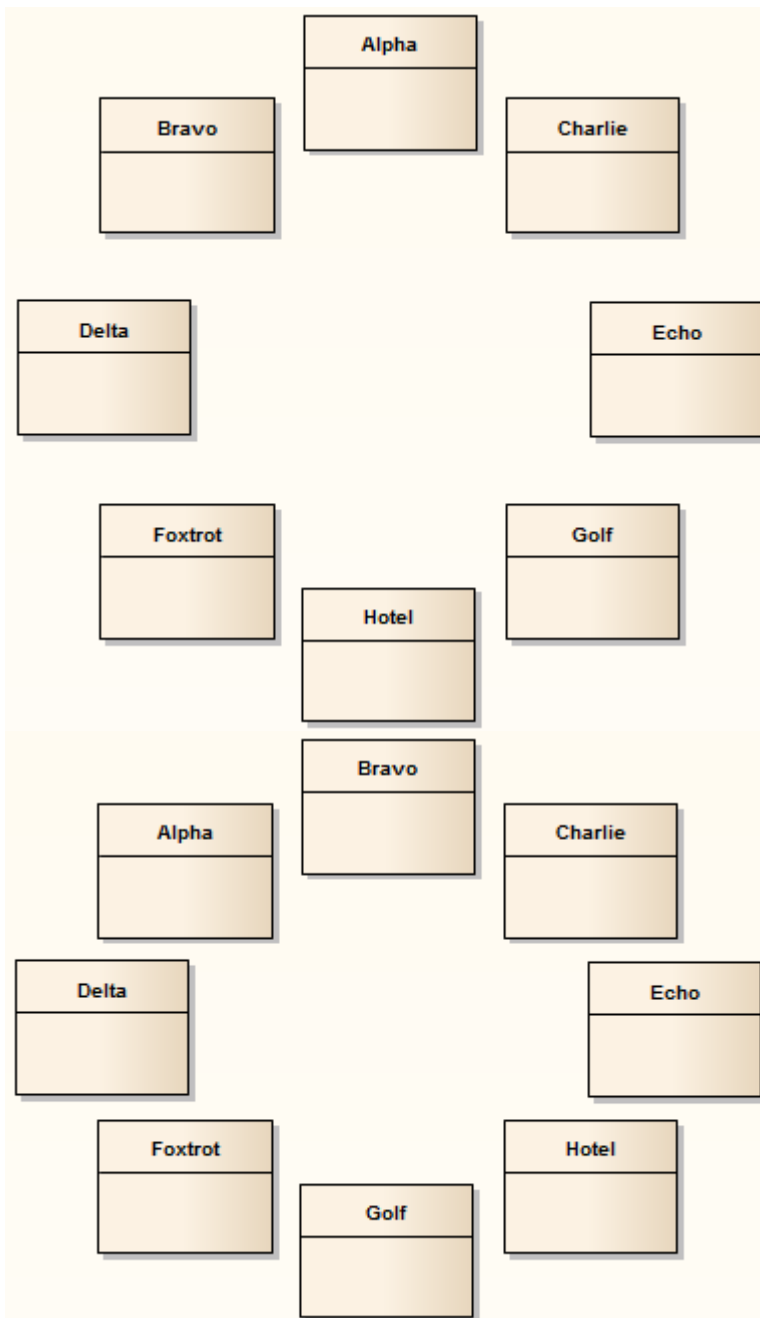 Alpha
Bravo
Charlie
Delta
Echo
Foxtrot
Golf
Hotel
Bravo
Alpha
Charlie
Delta
Echo
Foxtrot
Hotel
Golf